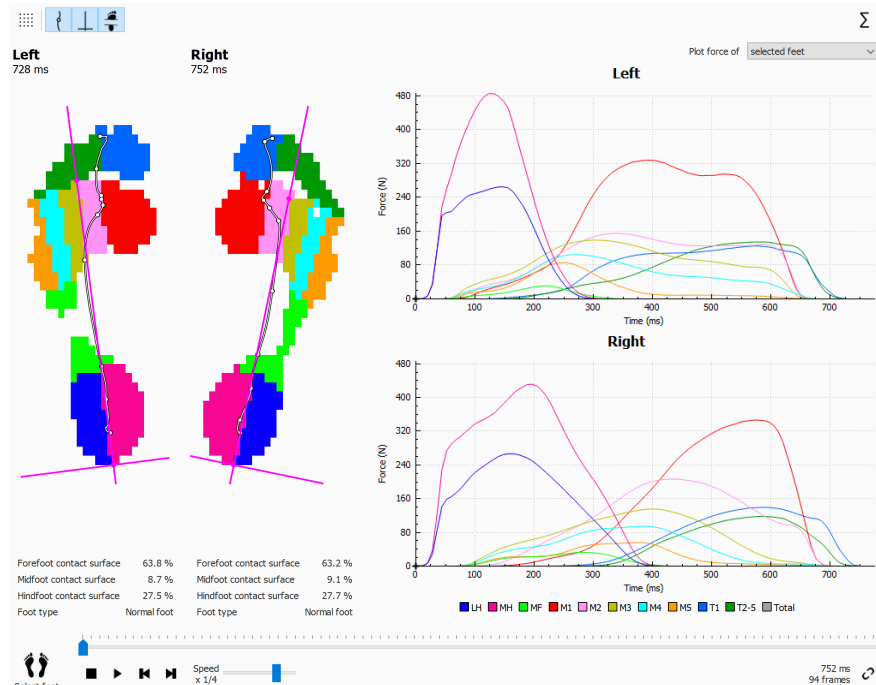 Σ
Left
728 ms
Right
752 ms
Plot force of selected feet
Left
480
400
320
240
160
80
0
Force (N)
0 100 200 300 400 500 600 700
Time (ms)
Right
480
400
320
240
160
80
0
Force (N)
0 100 200 300 400 500 600 700
Time (ms)
LH MH MF M1 M2 M3 M4 M5 T1 T2-5 Total
Forefoot contact surface 63.8 %
Midfoot contact surface 8.7 %
Hindfoot contact surface 27.5 %
Foot type Normal foot
Forefoot contact surface 63.2 %
Midfoot contact surface 9.1 %
Hindfoot contact surface 27.7 %
Foot type Normal foot
Select feet
Speed
x 1/4
752 ms
94 frames